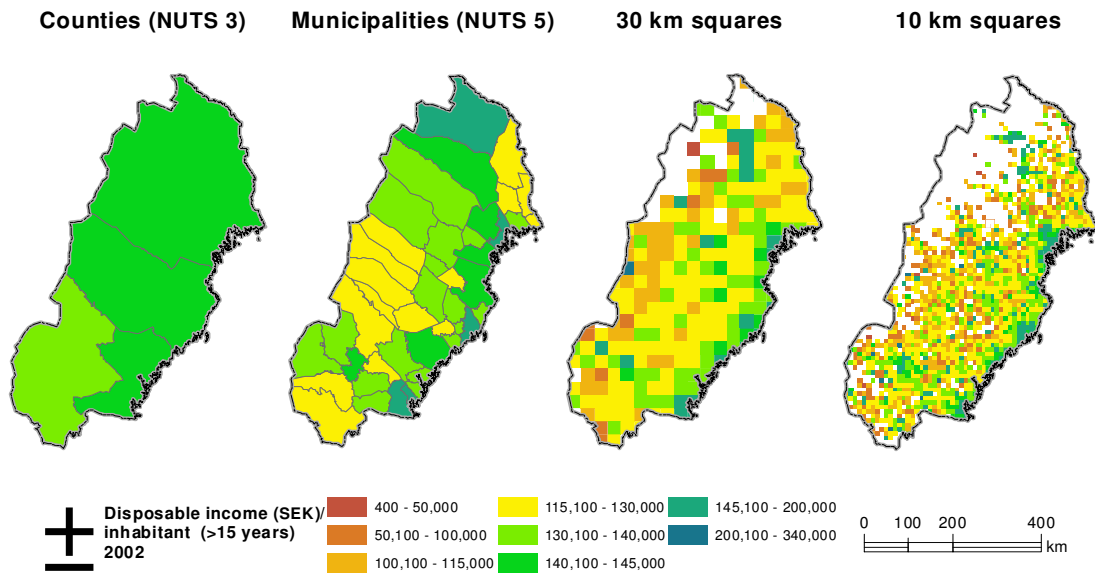 Counties (NUTS 3)
Municipalities (NUTS 5)
30 km squares
10 km squares
Disposable income (SEK)/
inhabitant (>15 years)
2002
400 - 50,000
50,100 - 100,000
100,100 - 115,000
115,100 - 130,000
130,100 - 140,000
140,100 - 145,000
145,100 - 200,000
200,100 - 340,000
0 100 200 400
km